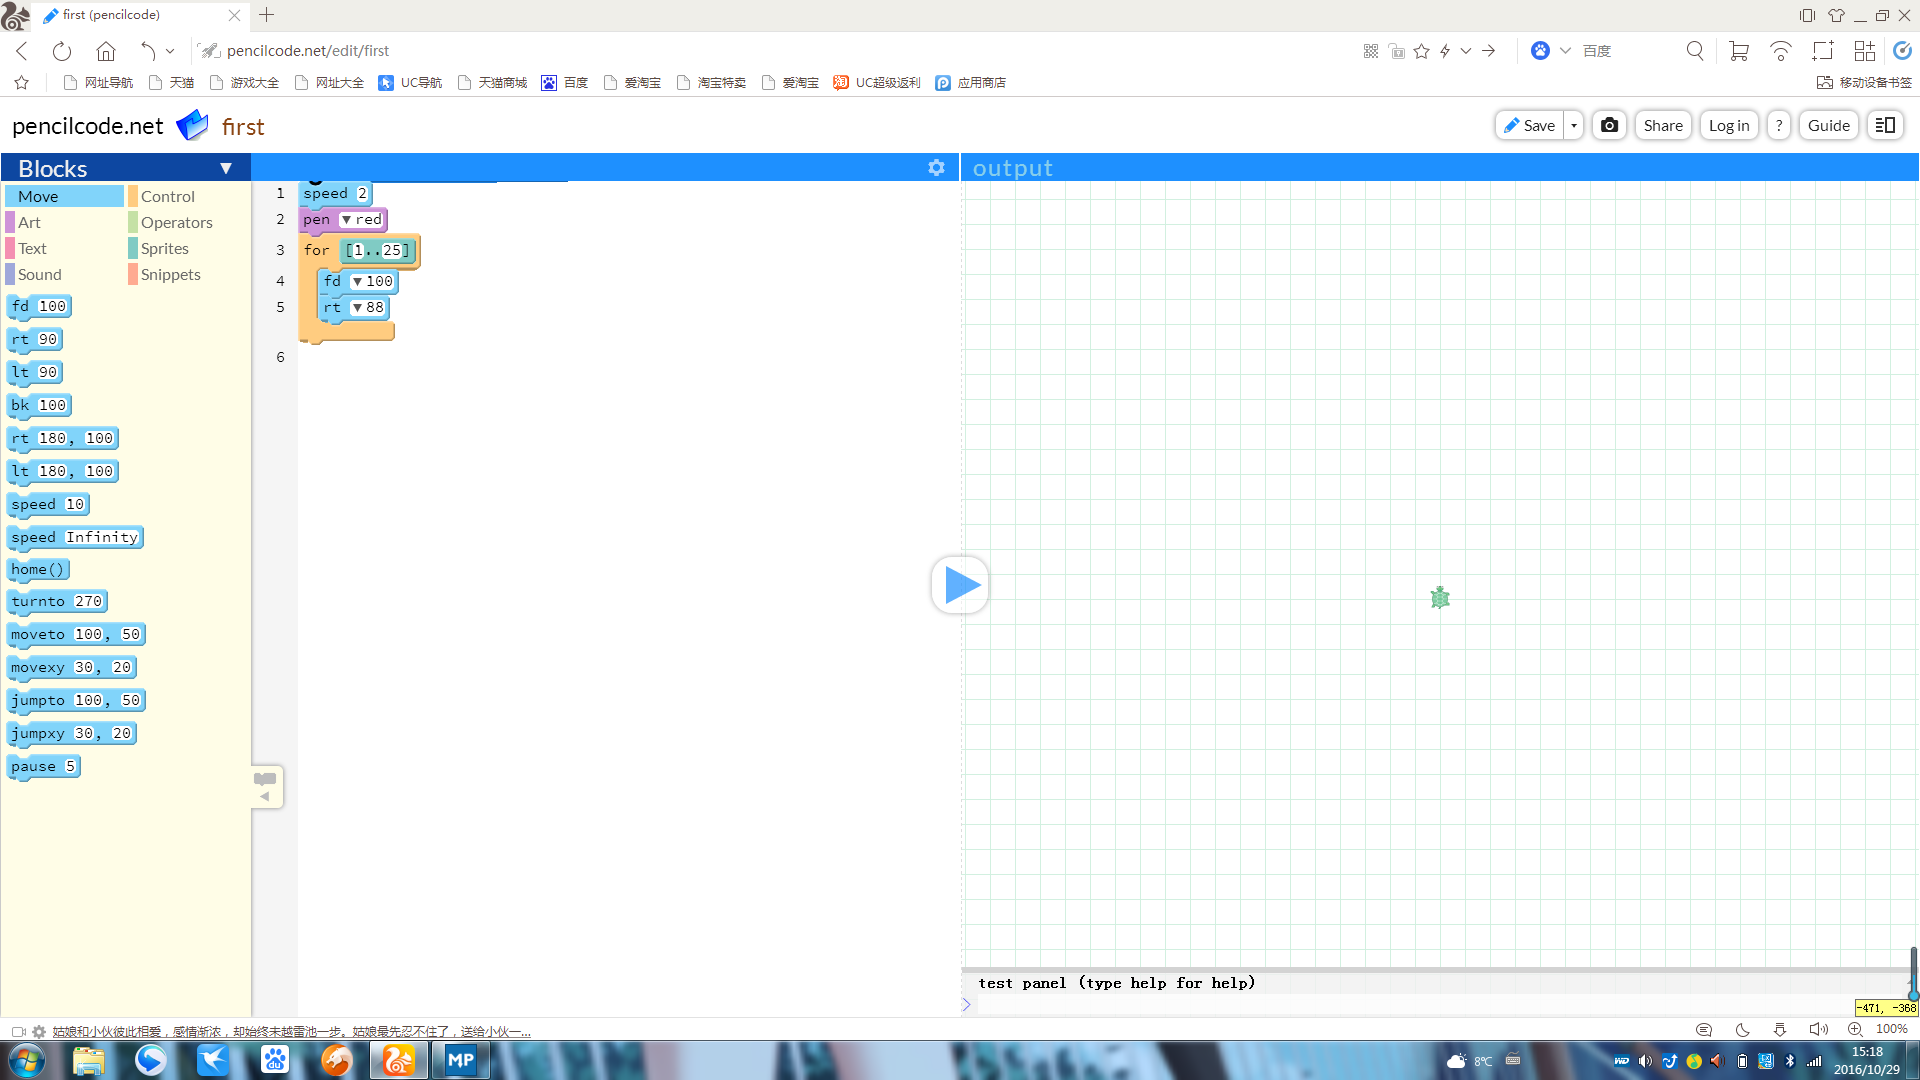 first (pencilcode)
pencilcode.net/edit/first
百度
网址导航 天猫 游戏大全 网址大全 UC导航 天猫商城 百度 爱淘宝 淘宝特卖 爱淘宝 UC超级返利 应用商店 移动设备书签
pencilcode.net first
Save Share Log in ? Guide
Blocks
output
Move Control
Art Operators
Text Sprites
Sound Snippets
fd 100
rt 90
lt 90
bk 100
rt 180, 100
lt 180, 100
speed 10
speed Infinity
home()
turnto 270
moveto 100, 50
movexy 30, 20
jumpto 100, 50
jumpxy 30, 20
pause 5
1 speed 2
2 pen red
3 for [1..25]
4 fd 100
5 rt 88
6
test panel (type help for help)
>
-471, -368
姑娘和小伙彼此相爱，感情渐浓，却始终未越雷池一步。姑娘最先忍不住了，送给小伙一...
100%
du
MP
8℃
15:18
2016/10/29